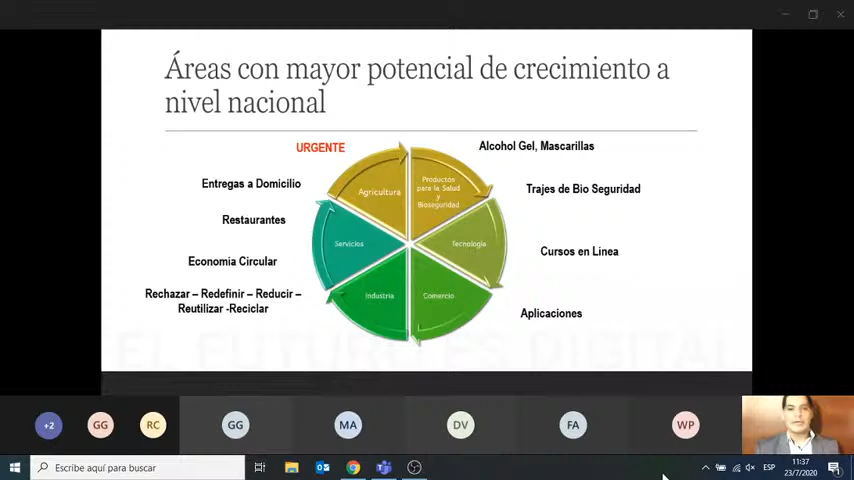 Áreas con mayor potencial de crecimiento a
nivel nacional
URGENTE
Alcohol Gel, Mascarillas
Entregas a Domicilio
Agricultura
Productos
para la Salud
y
Bioseguridad
Trajes de Bio Seguridad
Restaurantes
Servicios
Tecnología
Cursos en Linea
Economia Circular
Rechazar – Redefinir – Reducir –
Reutilizar -Reciclar
Industria
Comercio
Aplicaciones
EL FUTURO ES DIGITAL
+2
GG
RC
GG
MA
DV
FA
WP
Escribe aquí para buscar
ESP
11:37
23/7/2020